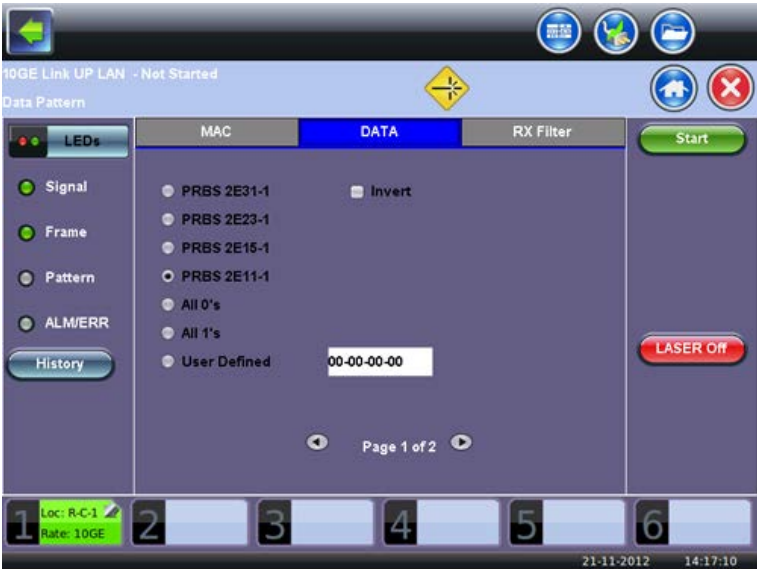 10GE Link UP LAN - Not Started
Data Pattern
LEDs
MAC
DATA
RX Filter
Start
Signal
Frame
Pattern
ALM/ERR
History
PRBS 2E31-1
Invert
PRBS 2E23-1
PRBS 2E15-1
PRBS 2E11-1
All 0's
All 1's
User Defined
00-00-00-00
LASER Off
Page 1 of 2
1
Loc: R-C-1
Rate: 10GE
2
3
4
5
6
21-11-2012 14:17:10